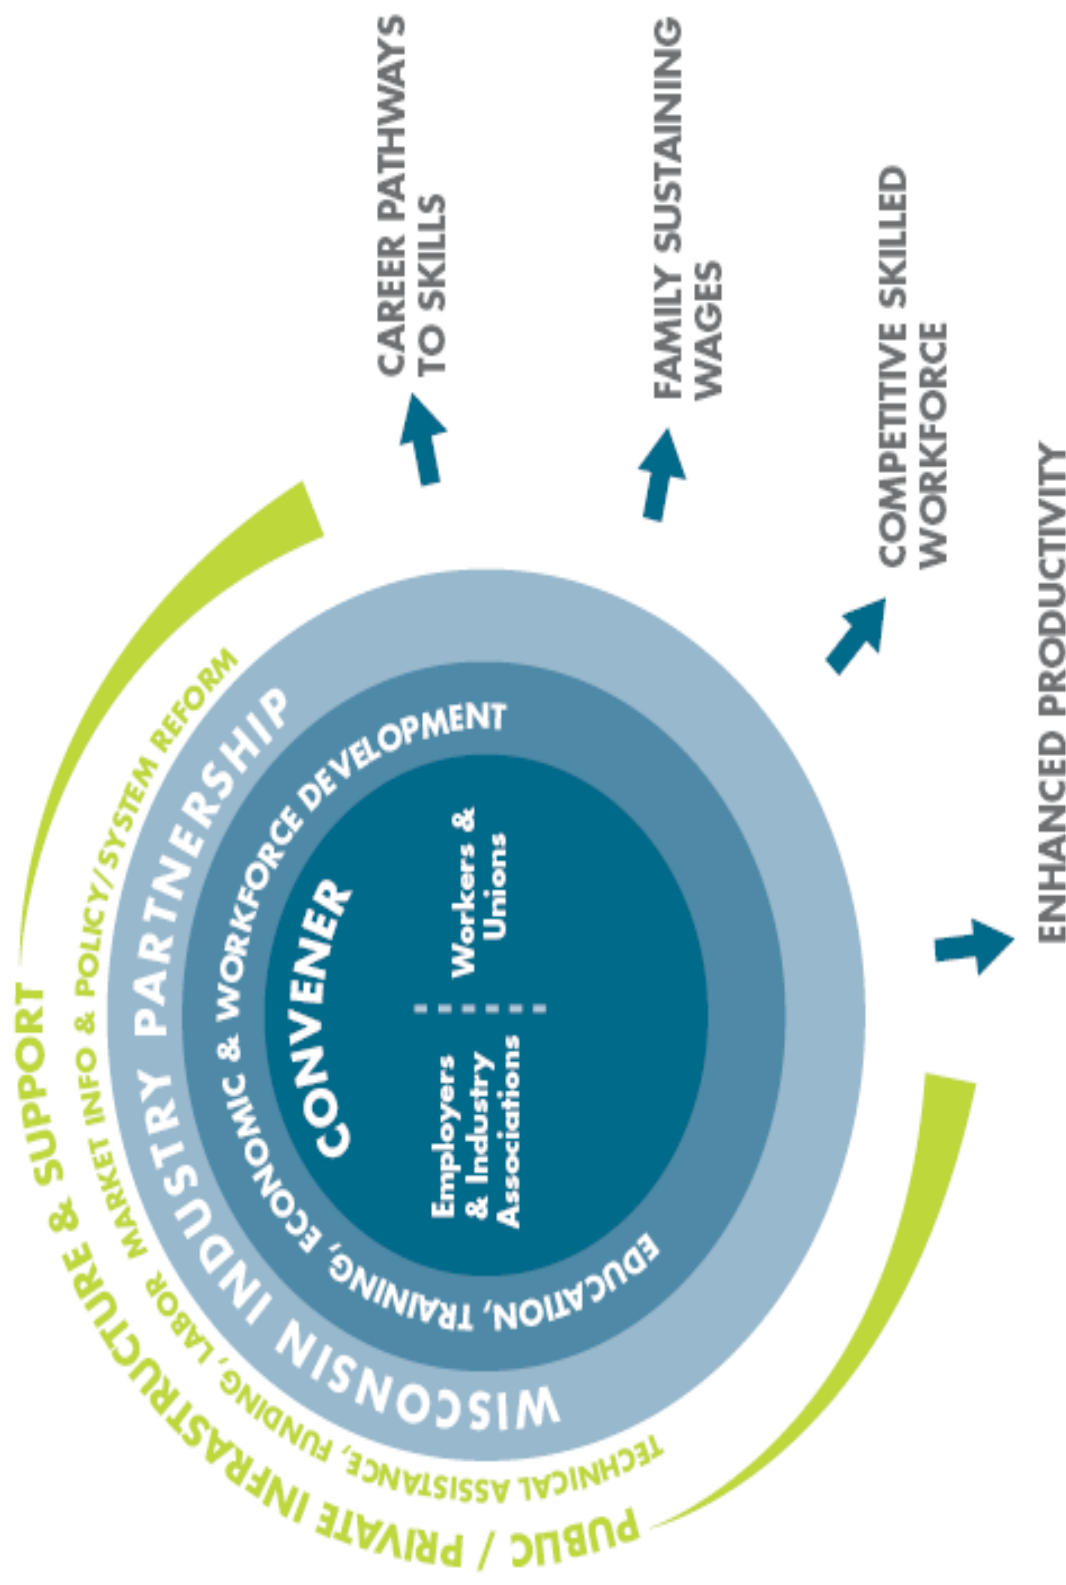 PUBLIC / PRIVATE INFRASTRUCTURE & SUPPORT
TECHNICAL ASSISTANCE, FUNDING, LABOR MARKET INFO & POLICY/SYSTEM REFORM
WISCONSIN INDUSTRY PARTNERSHIP
EDUCATION, TRAINING, ECONOMIC & WORKFORCE DEVELOPMENT
CONVENER
Employers
& Industry
Associations
Workers &
Unions
CAREER PATHWAYS
TO SKILLS
FAMILY SUSTAINING
WAGES
COMPETITIVE SKILLED
WORKFORCE
ENHANCED PRODUCTIVITY